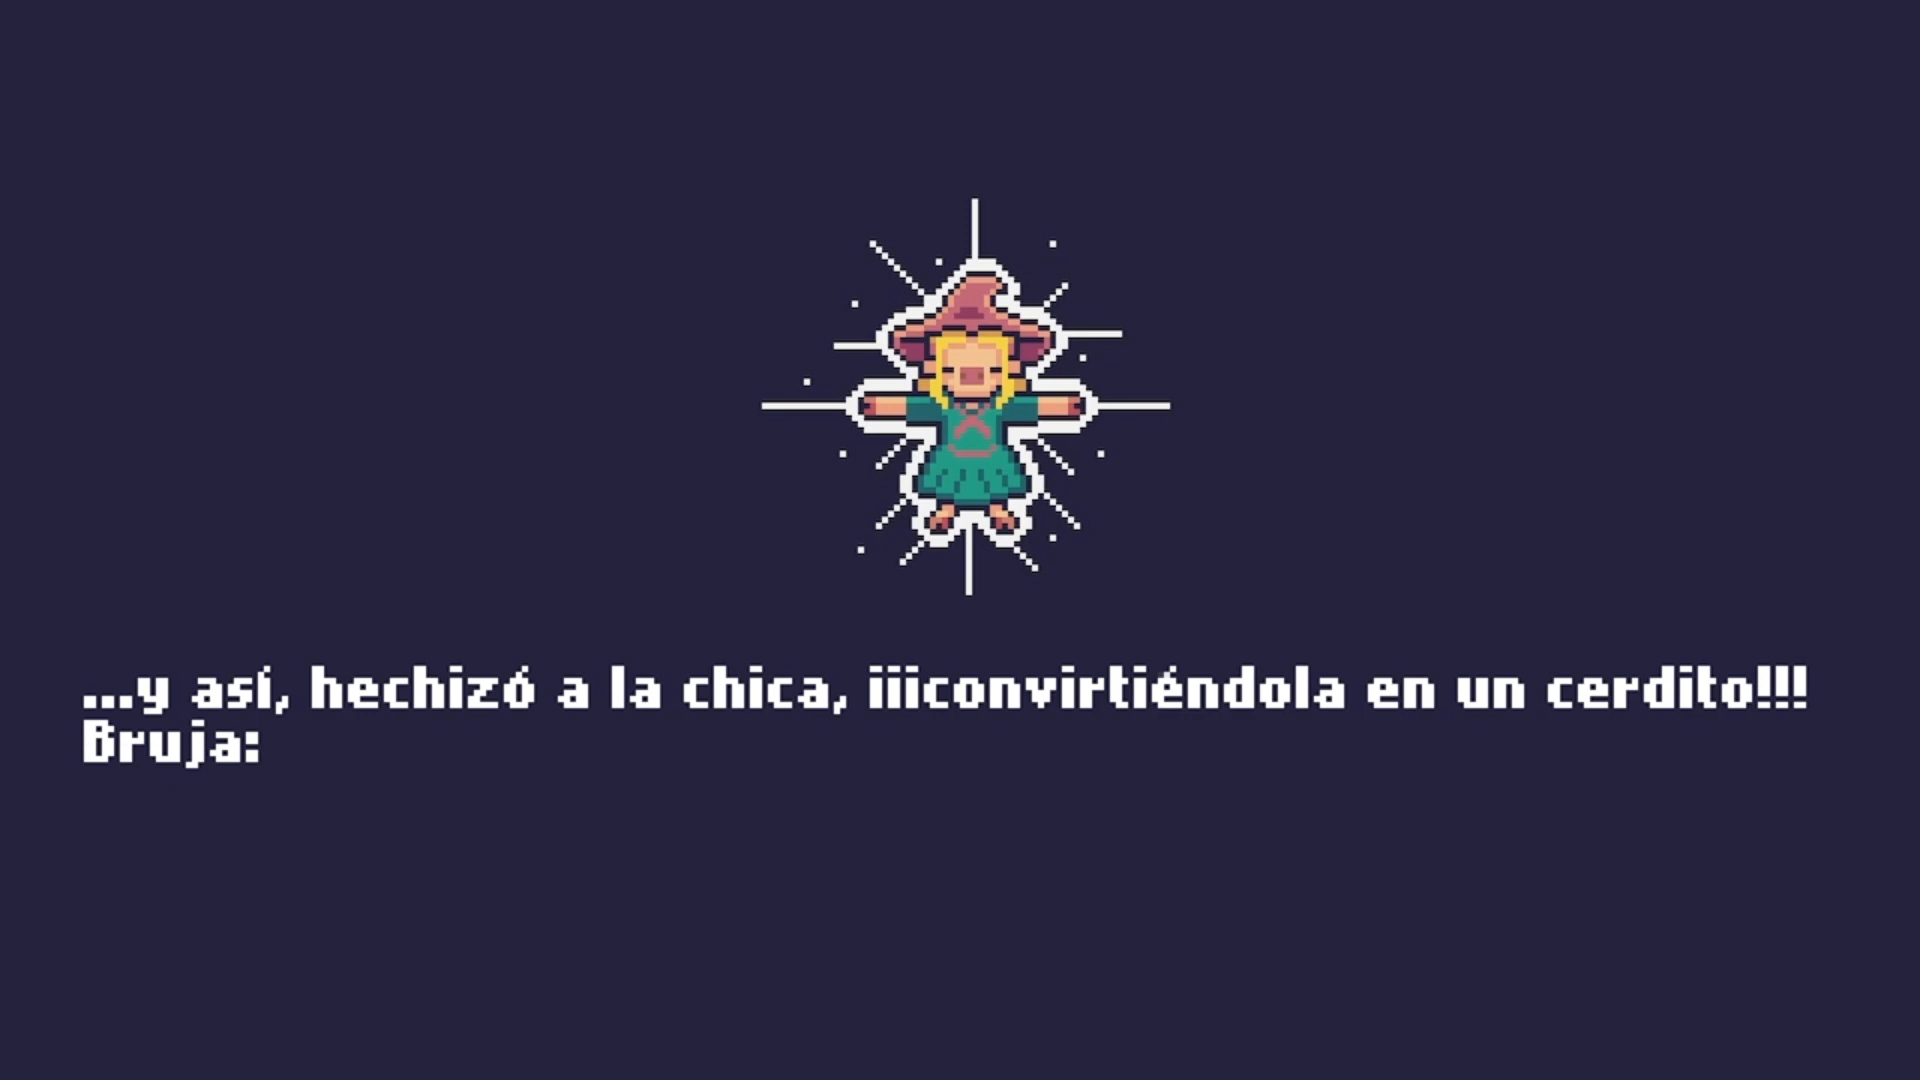 ...y así, hechizó a la chica, ¡¡¡convirtiéndola en un cerdito!!!
Bruja: